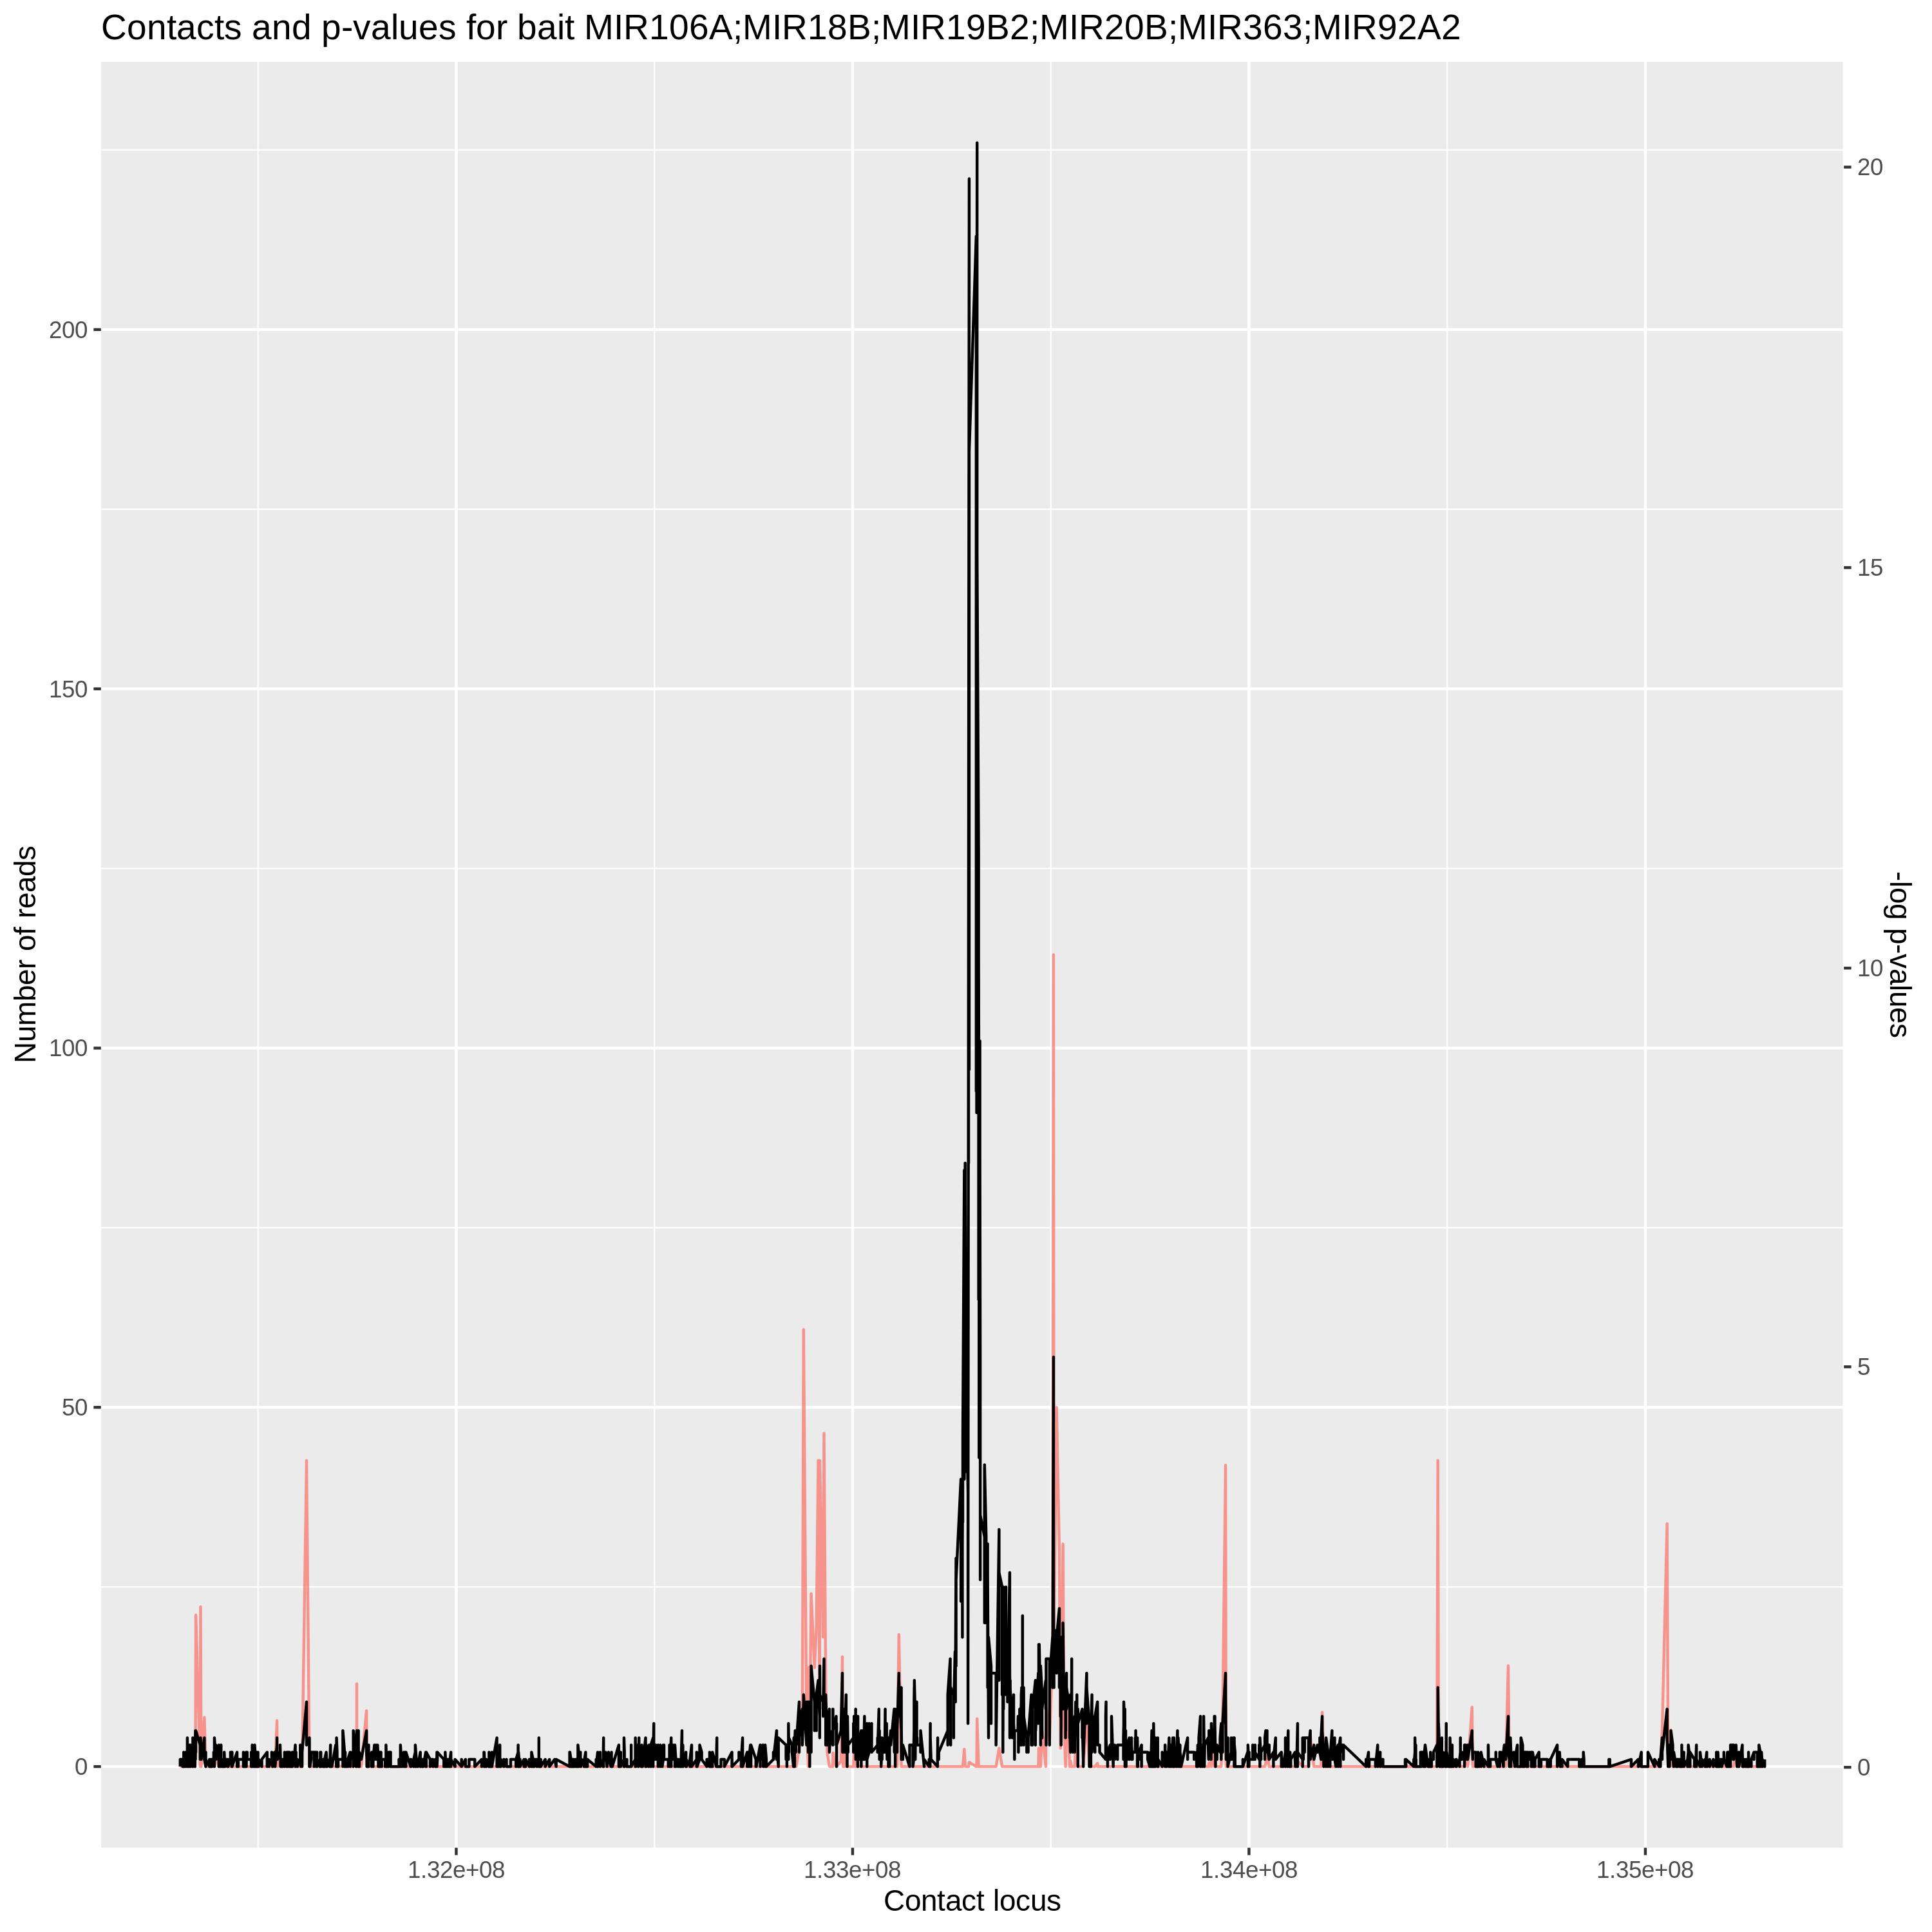 Contacts and p-values for bait MIR106A;MIR18B;MIR19B2;MIR20B;MIR363;MIR92A2
Number of reads
200
150
100
50
0
20
15
10
5
0
-log p-values
1.32e+08
1.33e+08
1.34e+08
1.35e+08
Contact locus